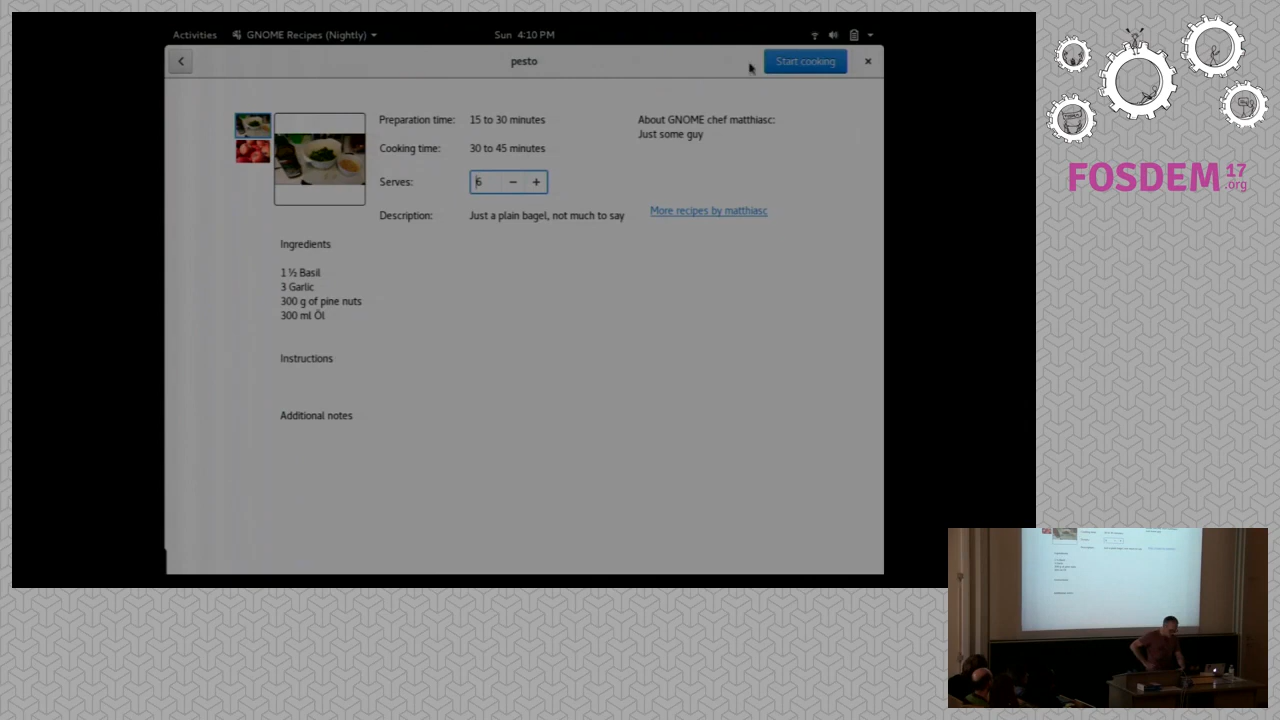 Activities GNOME Recipes (Nightly) Sun 4:10 PM
pesto Start cooking
Preparation time: 15 to 30 minutes
Cooking time: 30 to 45 minutes
Serves: 6 − +
Description: Just a plain bagel, not much to say
About GNOME chef matthiasc:
Just some guy
More recipes by matthiasc
Ingredients
1 ½ Basil
3 Garlic
300 g of pine nuts
300 ml Öl
Instructions
Additional notes
FOSDEM 17
.org